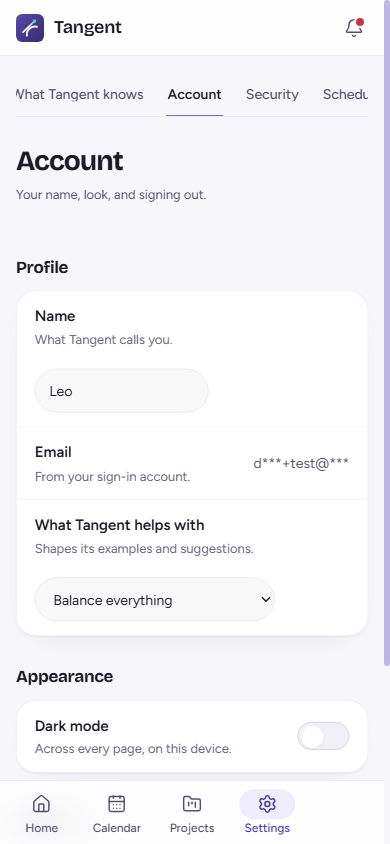 Tangent
What Tangent knows Account Security Schedu
Account
Your name, look, and signing out.
Profile
Name
What Tangent calls you.
Leo
Email
From your sign-in account.
d***+test@***
What Tangent helps with
Shapes its examples and suggestions.
Balance everything
Appearance
Dark mode
Across every page, on this device.
Home Calendar Projects Settings